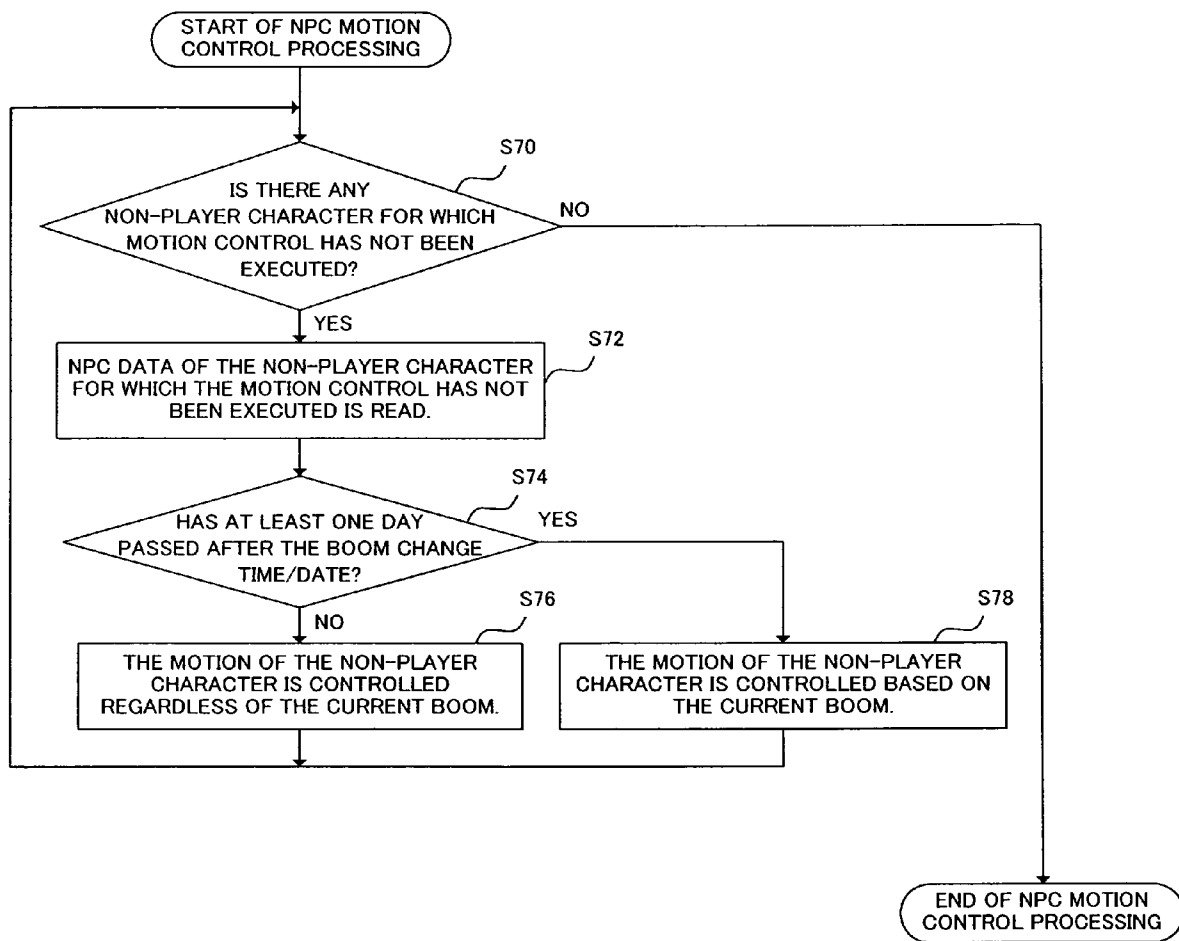 START OF NPC MOTION
CONTROL PROCESSING
S70
IS THERE ANY
NON-PLAYER CHARACTER FOR WHICH
MOTION CONTROL HAS NOT BEEN
EXECUTED?
NO
YES
S72
NPC DATA OF THE NON-PLAYER CHARACTER
FOR WHICH THE MOTION CONTROL HAS NOT
BEEN EXECUTED IS READ.
S74
HAS AT LEAST ONE DAY
PASSED AFTER THE BOOM CHANGE
TIME/DATE?
YES
NO
S76
THE MOTION OF THE NON-PLAYER
CHARACTER IS CONTROLLED
REGARDLESS OF THE CURRENT BOOM.
S78
THE MOTION OF THE NON-PLAYER
CHARACTER IS CONTROLLED BASED ON
THE CURRENT BOOM.
END OF NPC MOTION
CONTROL PROCESSING